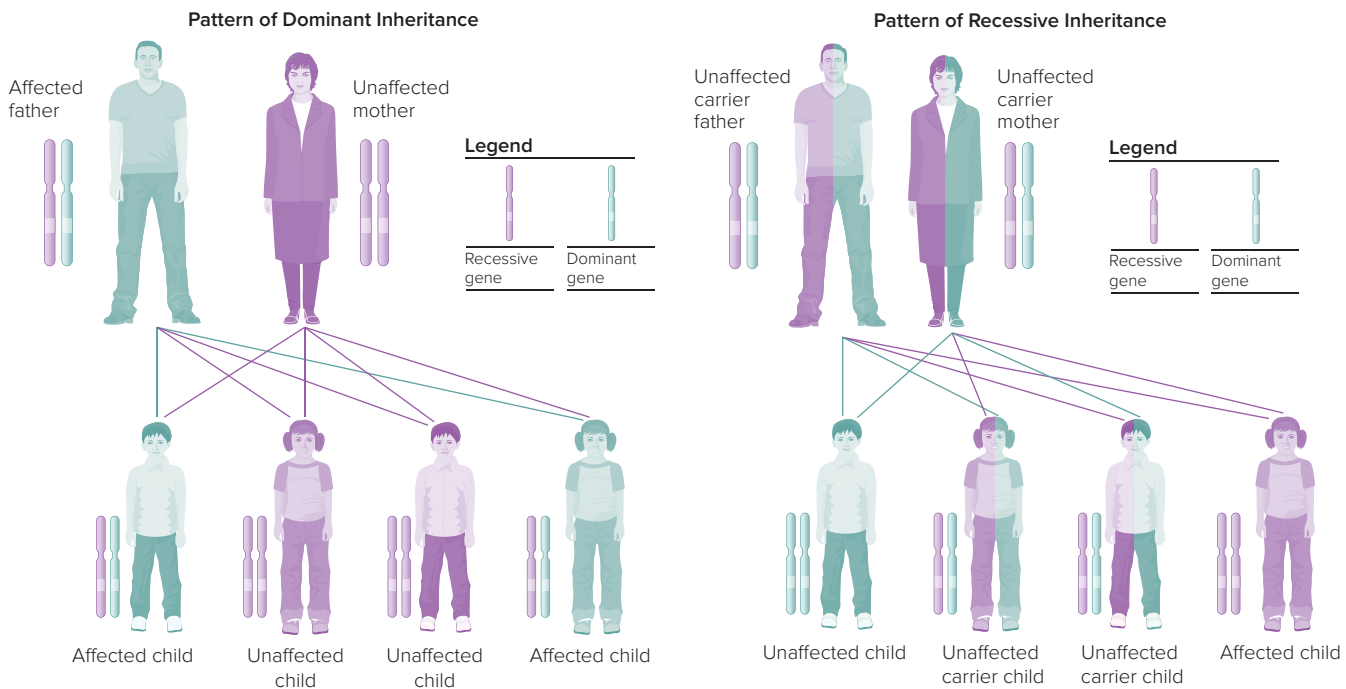 Pattern of Dominant Inheritance
Affected
father
Unaffected
mother
Legend
Recessive
gene
Dominant
gene
Affected child
Unaffected
child
Unaffected
child
Affected child
Pattern of Recessive Inheritance
Unaffected
carrier
father
Unaffected
carrier
mother
Legend
Recessive
gene
Dominant
gene
Unaffected child
Unaffected
carrier child
Unaffected
carrier child
Affected child